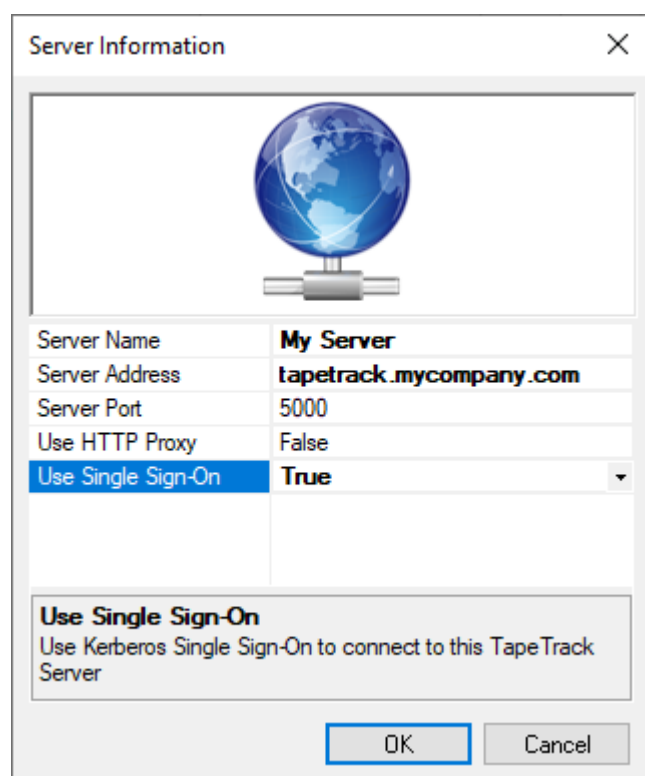 Server Information
Server Name My Server
Server Address tapetrack.mycompany.com
Server Port 5000
Use HTTP Proxy False
Use Single Sign-On True
Use Single Sign-On
Use Kerberos Single Sign-On to connect to this TapeTrack
Server
OK Cancel